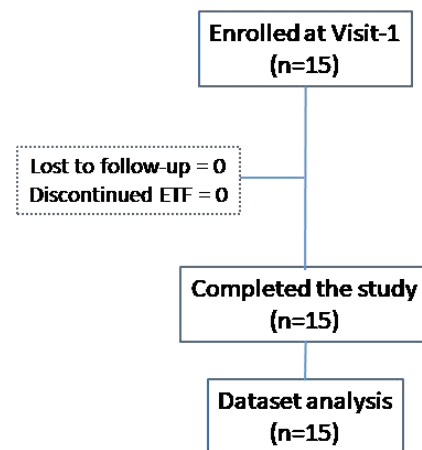 Enrolled at Visit-1
(n=15)
Lost to follow-up = 0
Discontinued ETF = 0
Completed the study
(n=15)
Dataset analysis
(n=15)